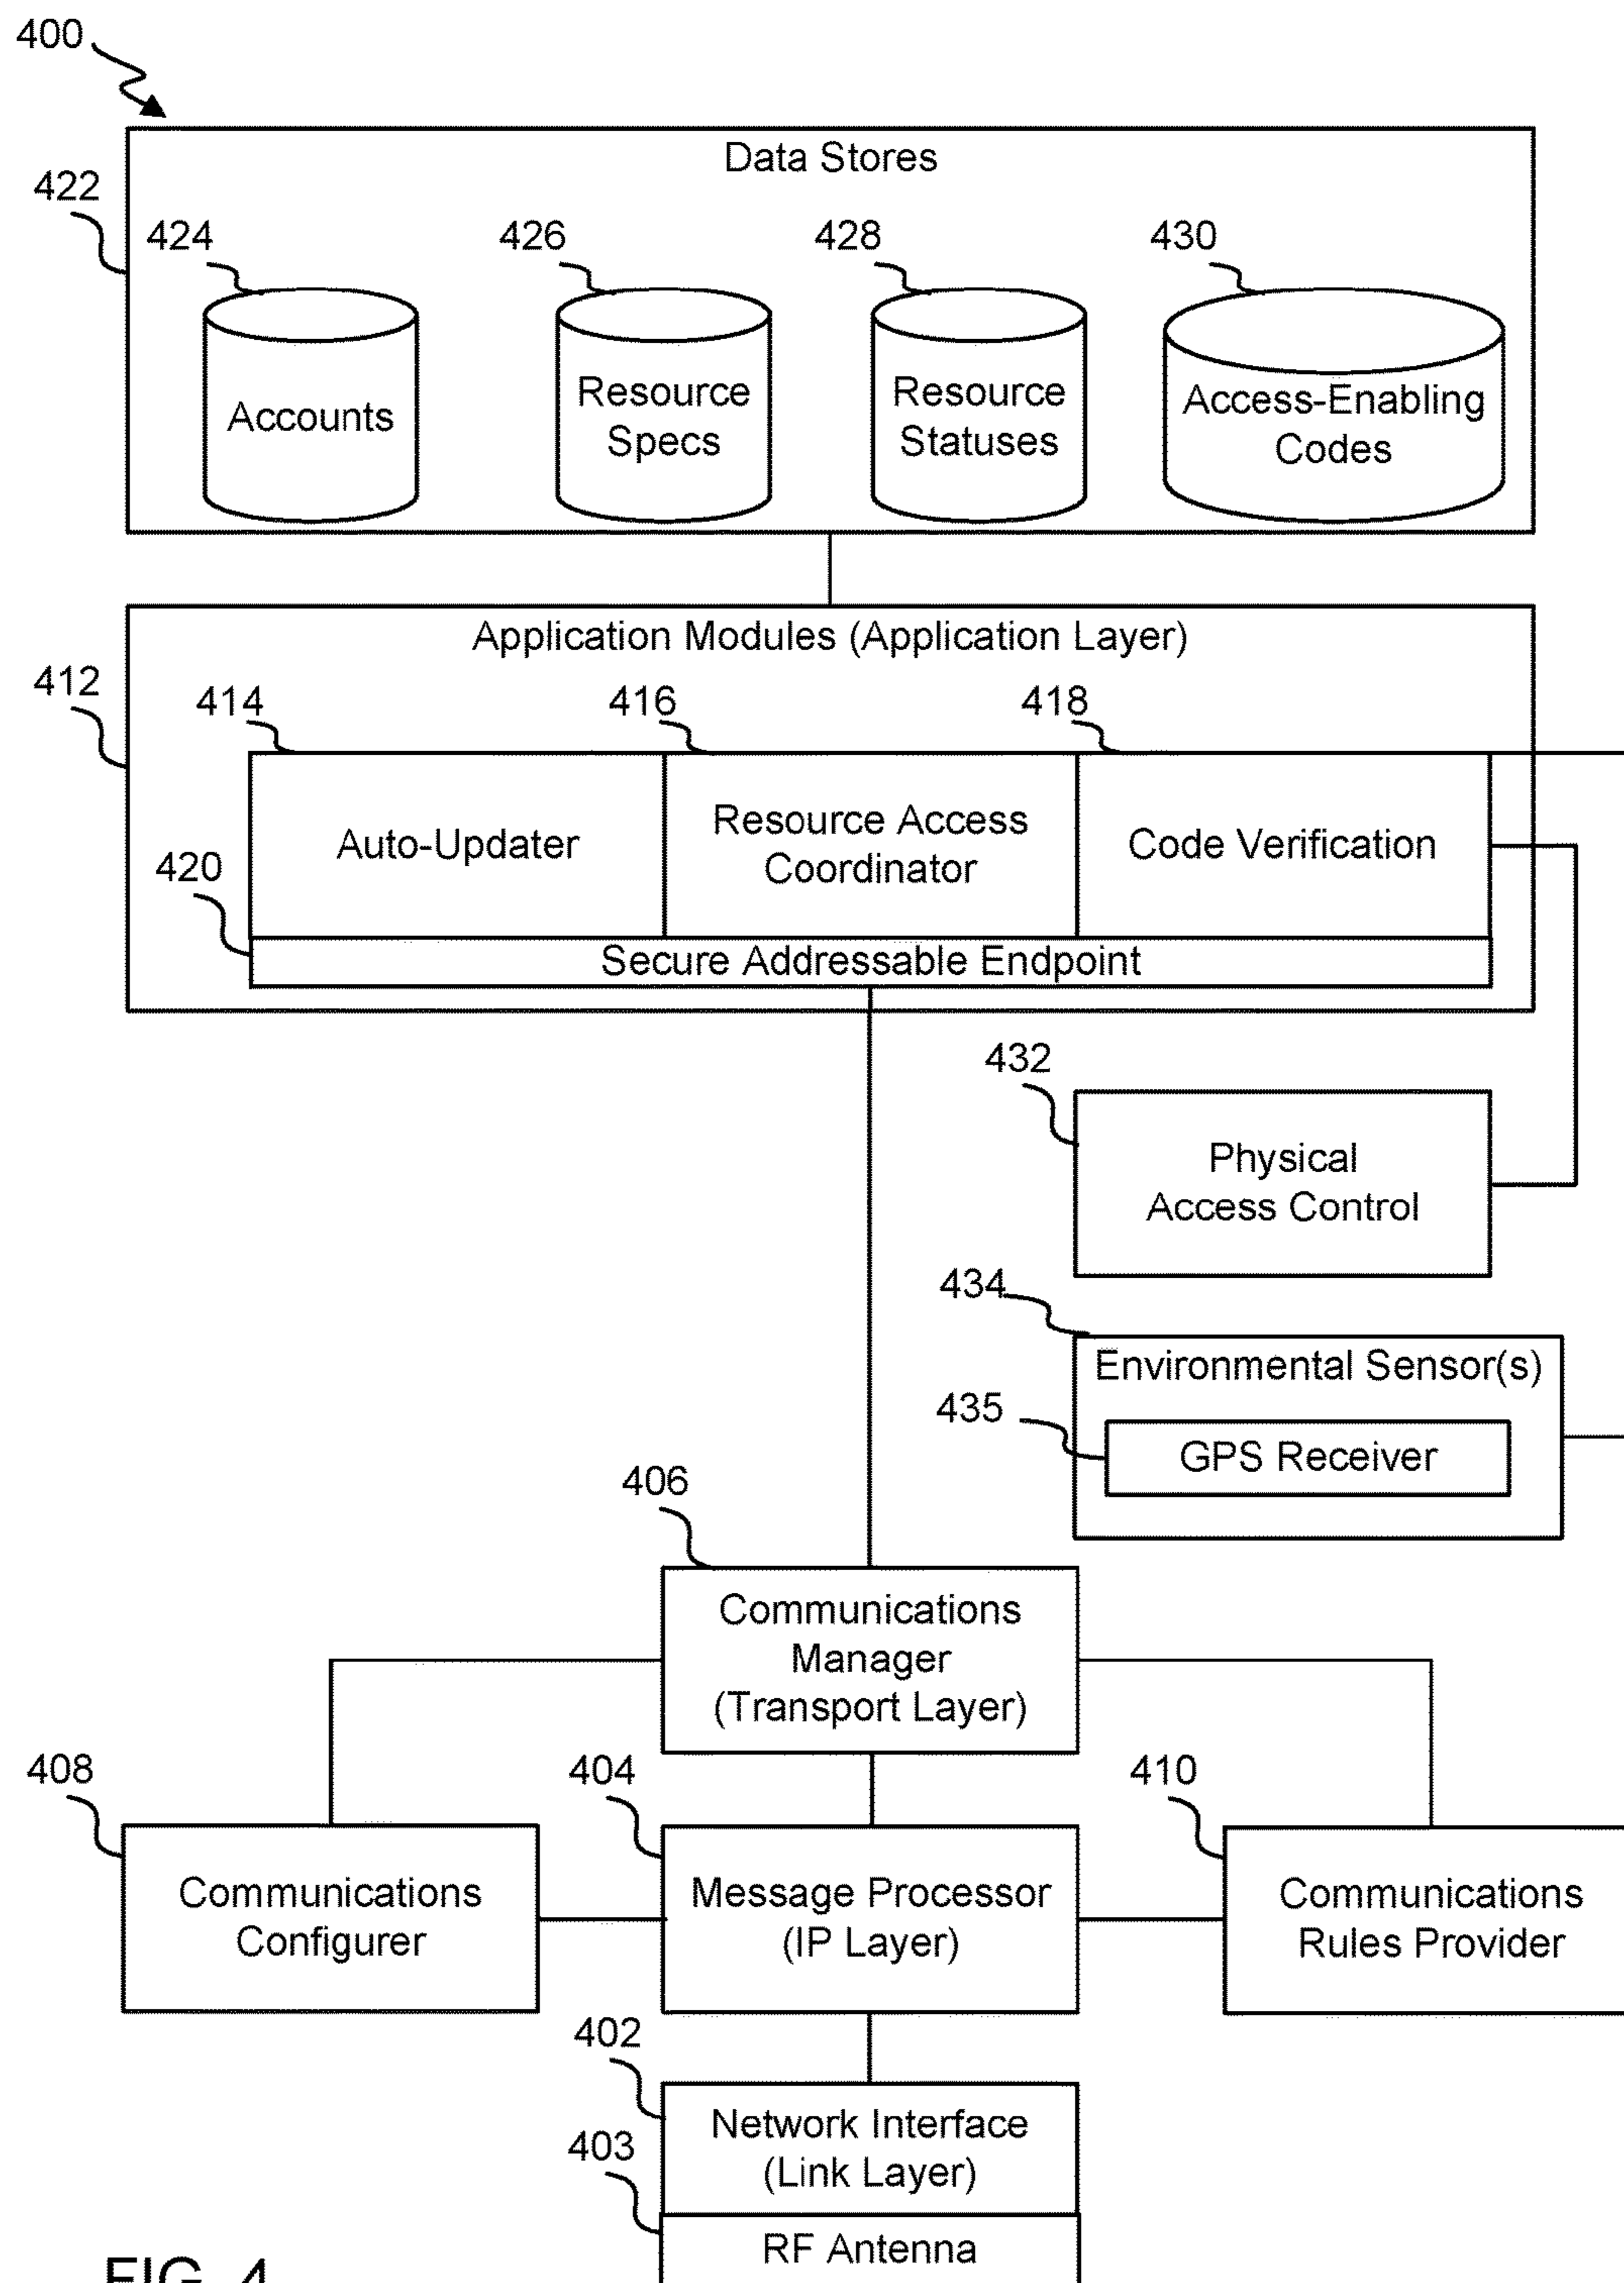 400
Data Stores
422
424
426
428
430
Accounts
Resource
Specs
Resource
Statuses
Access-Enabling
Codes
Application Modules (Application Layer)
412
414
416
418
Auto-Updater
Resource Access
Coordinator
Code Verification
420
Secure Addressable Endpoint
432
Physical
Access Control
434
Environmental Sensor(s)
435
GPS Receiver
406
Communications
Manager
(Transport Layer)
408
404
410
Communications
Configurer
Message Processor
(IP Layer)
Communications
Rules Provider
402
Network Interface
(Link Layer)
403
RF Antenna
FIG. 4